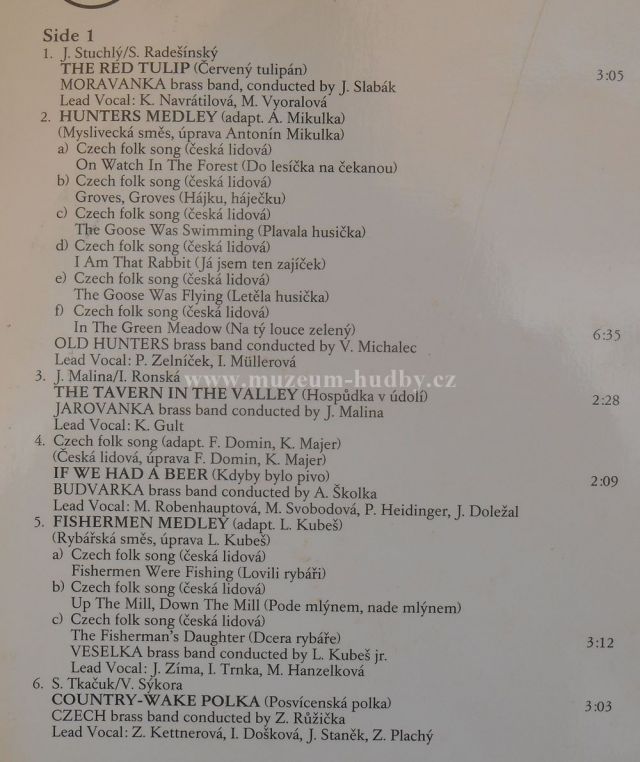 Side 1
1. J. Stuchlý/S. Radešínský
THE RED TULIP (Červený tulipán) 3:05
MORAVANKA brass band, conducted by J. Slabák
Lead Vocal: K. Navrátilová, M. Vyoralová
2. HUNTERS MEDLEY (adapt. A. Mikulka)
(Myslivecká směs, úprava Antonín Mikulka)
a) Czech folk song (česká lidová)
On Watch In The Forest (Do lesíčka na čekanou)
b) Czech folk song (česká lidová)
Groves, Groves (Hájku, háječku)
c) Czech folk song (česká lidová)
The Goose Was Swimming (Plavala husička)
d) Czech folk song (česká lidová)
I Am That Rabbit (Já jsem ten zajíček)
e) Czech folk song (česká lidová)
The Goose Was Flying (Letěla husička)
f) Czech folk song (česká lidová)
In The Green Meadow (Na tý louce zelený) 6:35
OLD HUNTERS brass band conducted by V. Michalec
Lead Vocal: P. Zelníček, I. Müllerová
3. J. Malina/I. Ronská
www.muzeum-hudby.cz
THE TAVERN IN THE VALLEY (Hospůdka v údolí) 2:28
JAROVANKA brass band conducted by J. Malina
Lead Vocal: K. Gult
4. Czech folk song (adapt. F. Domin, K. Majer)
(Česká lidová, úprava F. Domin, K. Majer)
IF WE HAD A BEER (Kdyby bylo pivo) 2:09
BUDVARKA brass band conducted by A. Školka
Lead Vocal: M. Robenhauptová, M. Svobodová, P. Heidinger, J. Doležal
5. FISHERMEN MEDLEY (adapt. L. Kubeš)
(Rybářská směs, úprava L. Kubeš)
a) Czech folk song (česká lidová)
Fishermen Were Fishing (Lovili rybáři)
b) Czech folk song (česká lidová)
Up The Mill, Down The Mill (Pode mlýnem, nade mlýnem)
c) Czech folk song (česká lidová)
The Fisherman's Daughter (Dcera rybáře) 3:12
VESELKA brass band conducted by L. Kubeš jr.
Lead Vocal: J. Zíma, I. Trnka, M. Hanzelková
6. S. Tkačuk/V. Sýkora
COUNTRY-WAKE POLKA (Posvícenská polka) 3:03
CZECH brass band conducted by Z. Růžička
Lead Vocal: Z. Kettnerová, I. Došková, J. Staněk, Z. Plachý